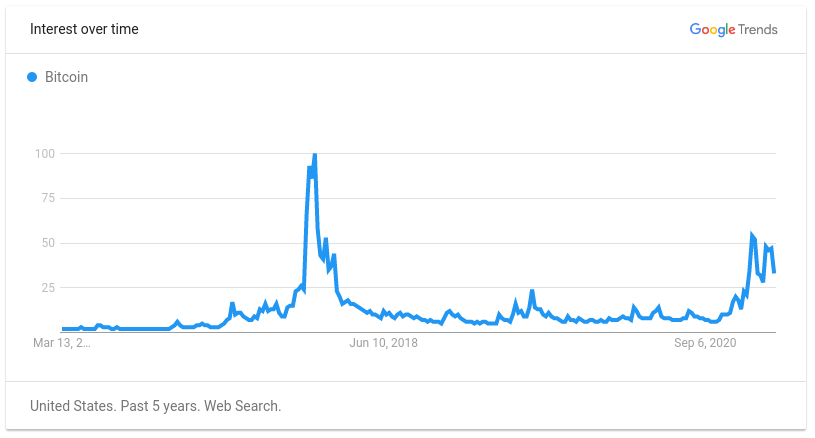 Interest over time
Google Trends
Bitcoin
100
75
50
25
Mar 13, 2...
Jun 10, 2018
Sep 6, 2020
United States. Past 5 years. Web Search.